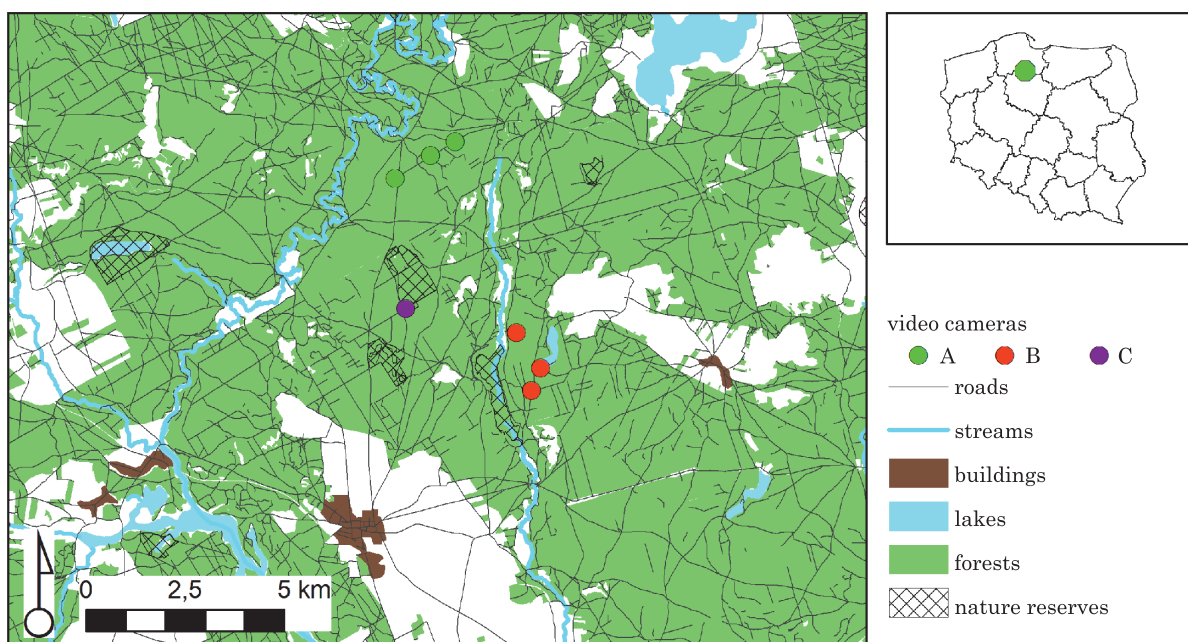 video cameras
A B C
roads
streams
buildings
lakes
forests
nature reserves
0 2,5 5 km